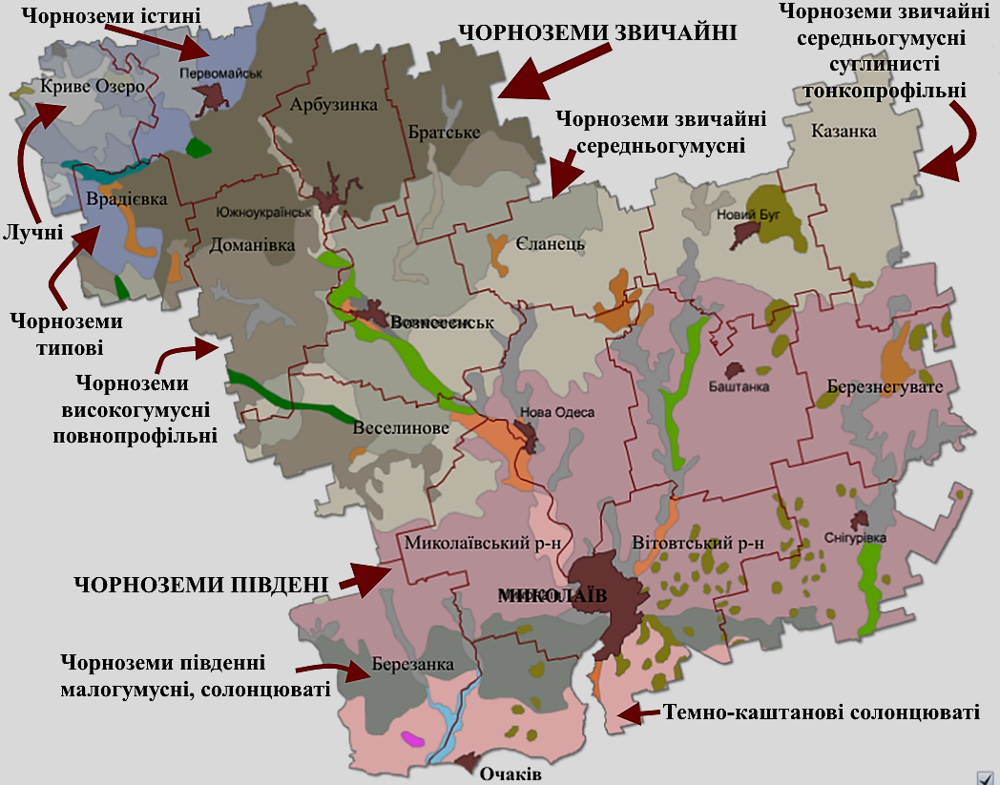 Чорноземи істині
ЧОРНОЗЕМИ ЗВИЧАЙНІ
Чорноземи звичайні
середньогумусні
суглинисті
тонкопрофільні
Первомайськ
Криве Озеро
Арбузинка
Братське
Чорноземи звичайні
середньогумусні
Казанка
Врадіївка
Южноукраїнськ
Новий Буг
Лучні
Доманівка
Єланець
Чорноземи
типові
Вознесенськ
Чорноземи
високогумусні
повнопрофільні
Баштанка
Березнегувате
Нова Одеса
Веселинове
Миколаївський р-н
Вітовтський р-н
Снігурівка
ЧОРНОЗЕМИ ПІВДЕНІ
МИКОЛАЇВ
Чорноземи південні
малогумусні, солонцюваті
Березанка
Темно-каштанові солонцюваті
Очаків